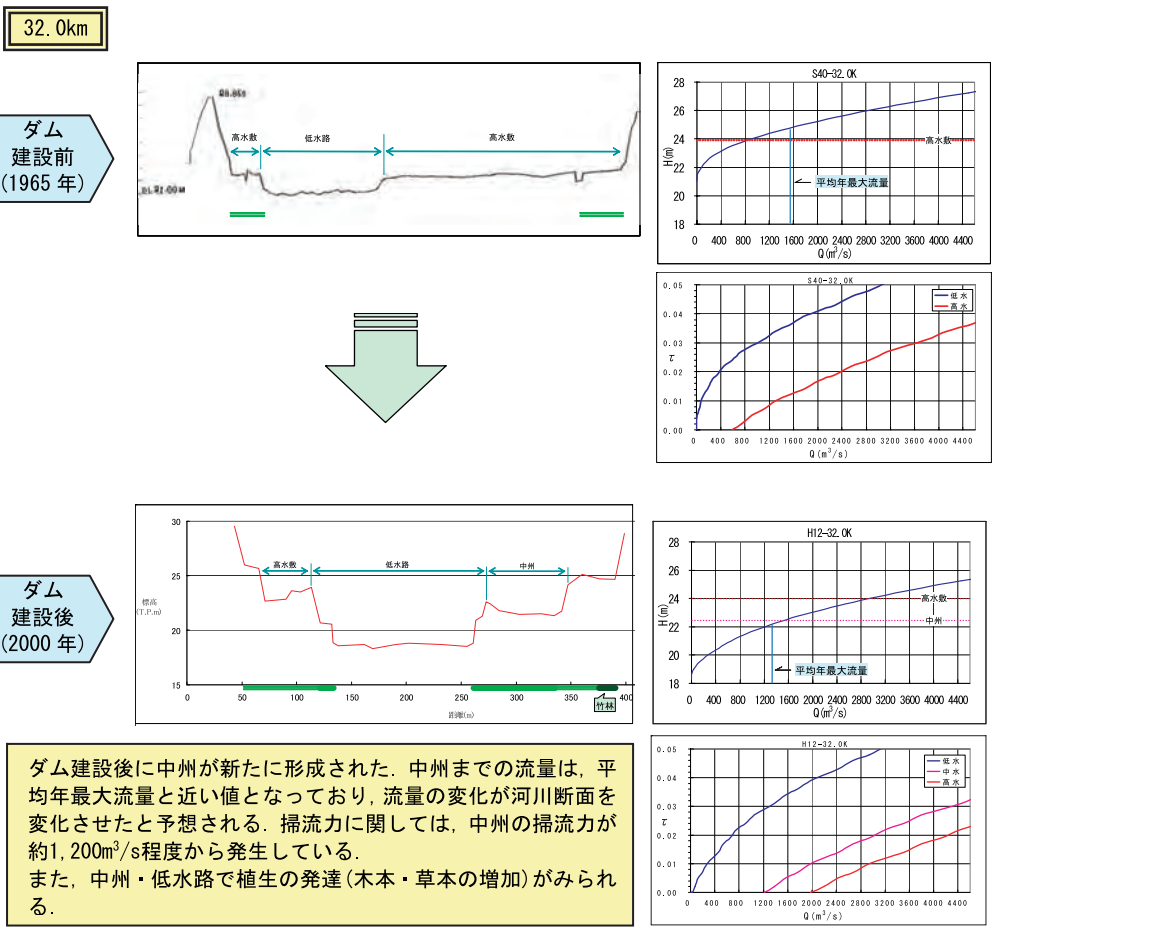 32.0km
ダム
建設前
(1965 年)
28.85m
高水敷
低水路
高水敷
D.L.21.00M
S40-32.0K
28
26
24
22
20
18
H(m)
高水敷
平均年最大流量
0 400 800 1200 1600 2000 2400 2800 3200 3600 4000 4400
Q(m³/s)
S40-32.0K
0.05
0.04
0.03
0.02
0.01
0.00
τ
低水
高水
0 400 800 1200 1600 2000 2400 2800 3200 3600 4000 4400
Q(m³/s)
ダム
建設後
(2000 年)
30
25
20
15
標高
(T.P.m)
高水敷
低水路
中州
0 50 100 150 200 250 300 350 400
距離(m)
竹林
H12-32.0K
28
26
24
22
20
18
H(m)
高水敷
中州
平均年最大流量
0 400 800 1200 1600 2000 2400 2800 3200 3600 4000 4400
Q(m³/s)
H12-32.0K
0.05
0.04
0.03
0.02
0.01
0.00
τ
低水
中水
高水
0 400 800 1200 1600 2000 2400 2800 3200 3600 4000 4400
Q(m³/s)
ダム建設後に中州が新たに形成された．中州までの流量は，平
均年最大流量と近い値となっており，流量の変化が河川断面を
変化させたと予想される．掃流力に関しては，中州の掃流力が
約1,200m³/s程度から発生している．
また，中州・低水路で植生の発達(木本・草本の増加)がみられ
る．